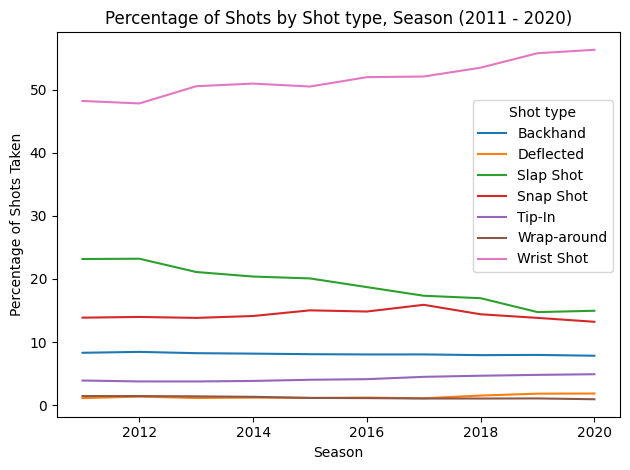 Percentage of Shots by Shot type, Season (2011 - 2020)
Percentage of Shots Taken
50
40
30
20
10
0
Shot type
Backhand
Deflected
Slap Shot
Snap Shot
Tip-In
Wrap-around
Wrist Shot
2012 2014 2016 2018 2020
Season